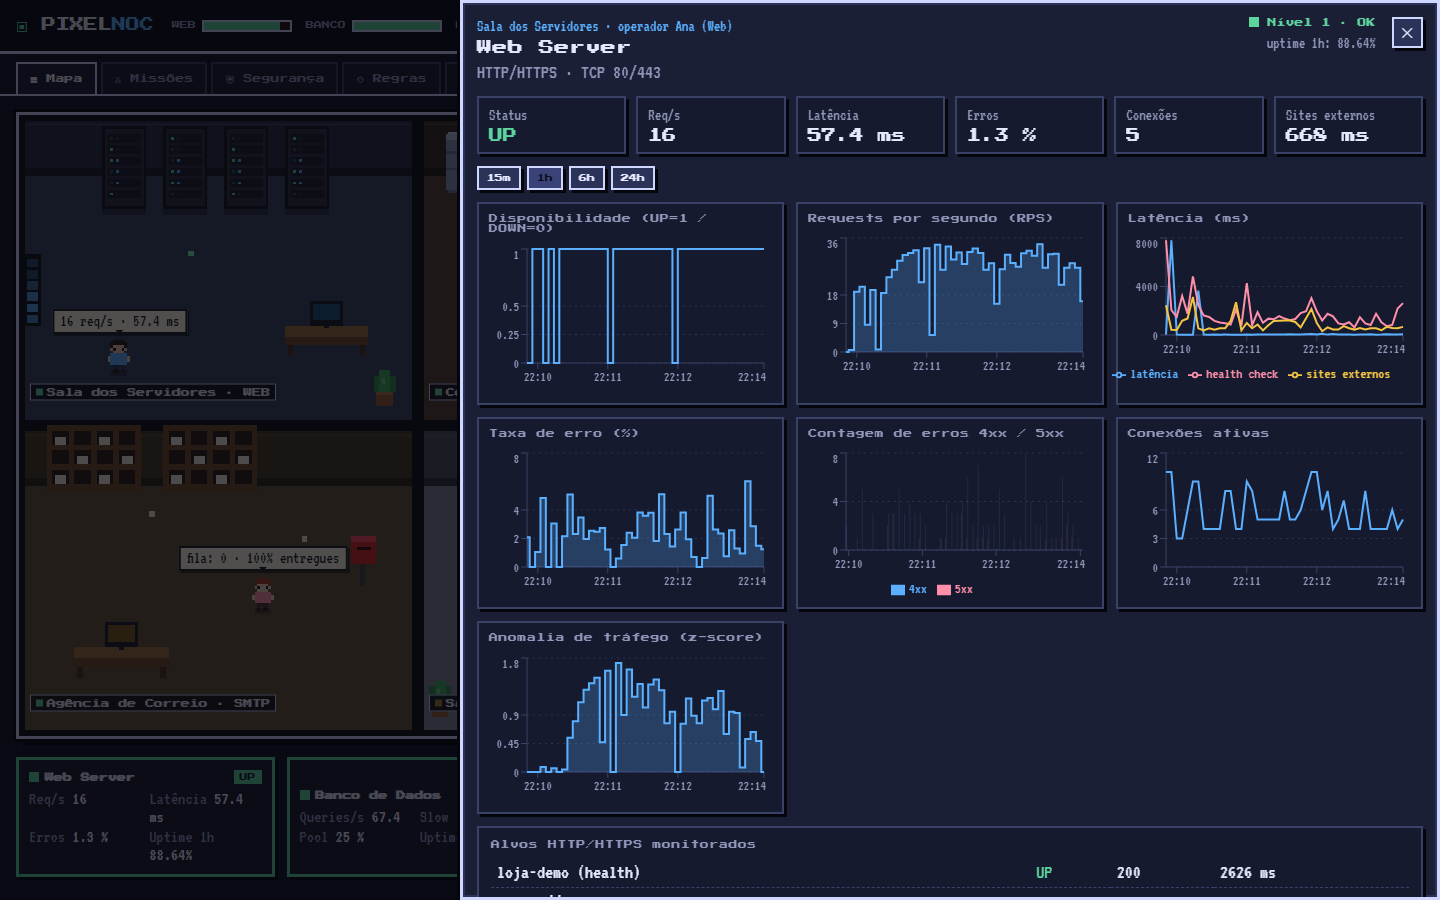 PIXELNOC WEB BANCO
Mapa Missões Segurança Regras
16 req/s · 57.4 ms
Sala dos Servidores · WEB
fila: 0 · 100% entregues
Agência de Correio · SMTP
Web Server UP
Req/s 16 Latência 57.4 ms
Erros 1.3 % Uptime 1h 88.64%
Banco de Dados
Queries/s 67.4 Slow
Pool 25 % Uptim
Sala dos Servidores · operador Ana (Web)
Web Server
HTTP/HTTPS · TCP 80/443
Nível 1 · OK
uptime 1h: 88.64%
Status
UP
Req/s
16
Latência
57.4 ms
Erros
1.3 %
Conexões
5
Sites externos
668 ms
15m 1h 6h 24h
Disponibilidade (UP=1 /
DOWN=0)
1
0.5
0.25
0
22:10 22:11 22:12 22:14
Requests por segundo (RPS)
36
18
9
0
22:10 22:11 22:12 22:14
Latência (ms)
8000
4000
0
22:10 22:11 22:12 22:14
latência health check sites externos
Taxa de erro (%)
8
4
2
0
22:10 22:11 22:12 22:14
Contagem de erros 4xx / 5xx
8
4
0
22:10 22:11 22:12 22:14
4xx 5xx
Conexões ativas
12
6
3
0
22:10 22:11 22:12 22:14
Anomalia de tráfego (z-score)
1.8
0.9
0.45
0
22:10 22:11 22:12 22:14
Alvos HTTP/HTTPS monitorados
loja-demo (health) UP 200 2626 ms